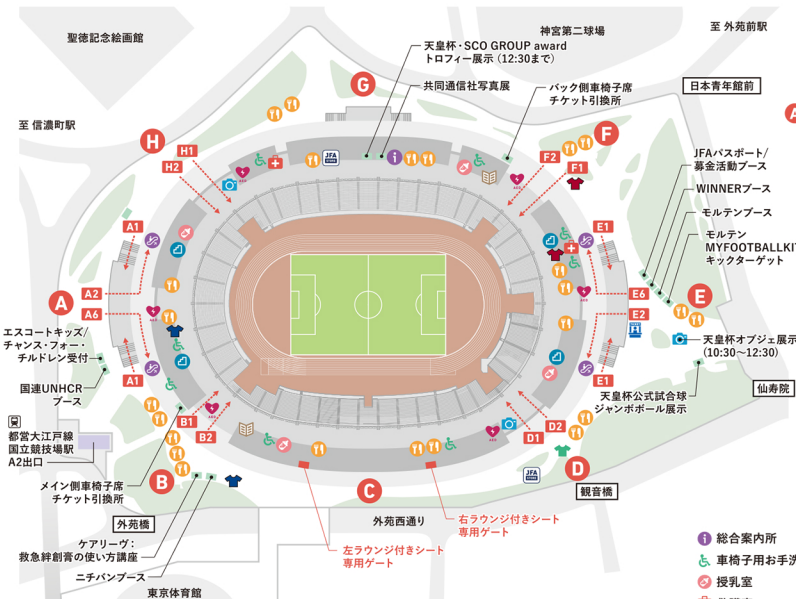 聖徳記念絵画館
神宮第二球場
至 外苑前駅
天皇杯・SCO GROUP award
トロフィー展示 (12:30まで)
共同通信社写真展
バック側車椅子席
チケット引換所
日本青年館前
至 信濃町駅
G
A
H
H1
H2
F
F2
F1
JFA
STORE
i
AED
AED
JFAパスポート/
募金活動ブース
WINNERブース
モルテンブース
モルテン
MYFOOTBALLKIT
キックターゲット
A1
E1
A
A2
A6
AED
AED
E6
E2
E
エスコートキッズ/
チャンス・フォー・
チルドレン受付
国連UNHCR
ブース
A1
E1
天皇杯オブジェ展示
(10:30~12:30)
天皇杯公式試合球
ジャンボボール展示
仙寿院
都営大江戸線
国立競技場駅
A2出口
AED
B1
B2
AED
D1
D2
メイン側車椅子席
チケット引換所
B
C
D
JFA
STORE
観音橋
外苑橋
外苑西通り
右ラウンジ付きシート
専用ゲート
左ラウンジ付きシート
専用ゲート
ケアリーヴ:
救急絆創膏の使い方講座
ニチバンブース
東京体育館
i 総合案内所
車椅子用お手洗
授乳室